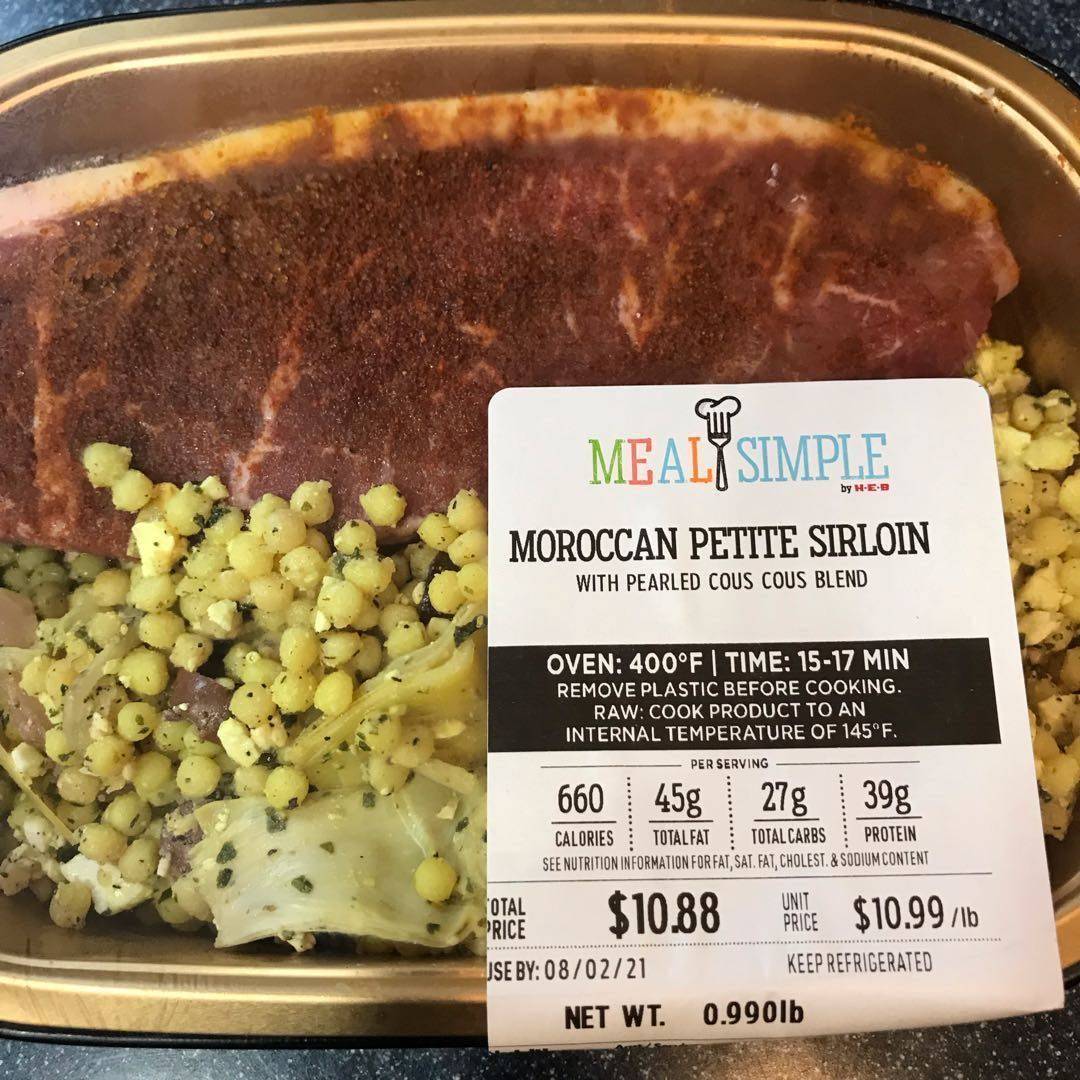 MEAL SIMPLE
by H-E-B
MOROCCAN PETITE SIRLOIN
WITH PEARLED COUS COUS BLEND
OVEN: 400°F | TIME: 15-17 MIN
REMOVE PLASTIC BEFORE COOKING.
RAW: COOK PRODUCT TO AN
INTERNAL TEMPERATURE OF 145°F.
PER SERVING
660 45g 27g 39g
CALORIES TOTAL FAT TOTAL CARBS PROTEIN
SEE NUTRITION INFORMATION FOR FAT, SAT. FAT, CHOLEST. & SODIUM CONTENT
OTAL PRICE $10.88 UNIT PRICE $10.99 /lb
USE BY: 08/02/21 KEEP REFRIGERATED
NET WT. 0.990lb